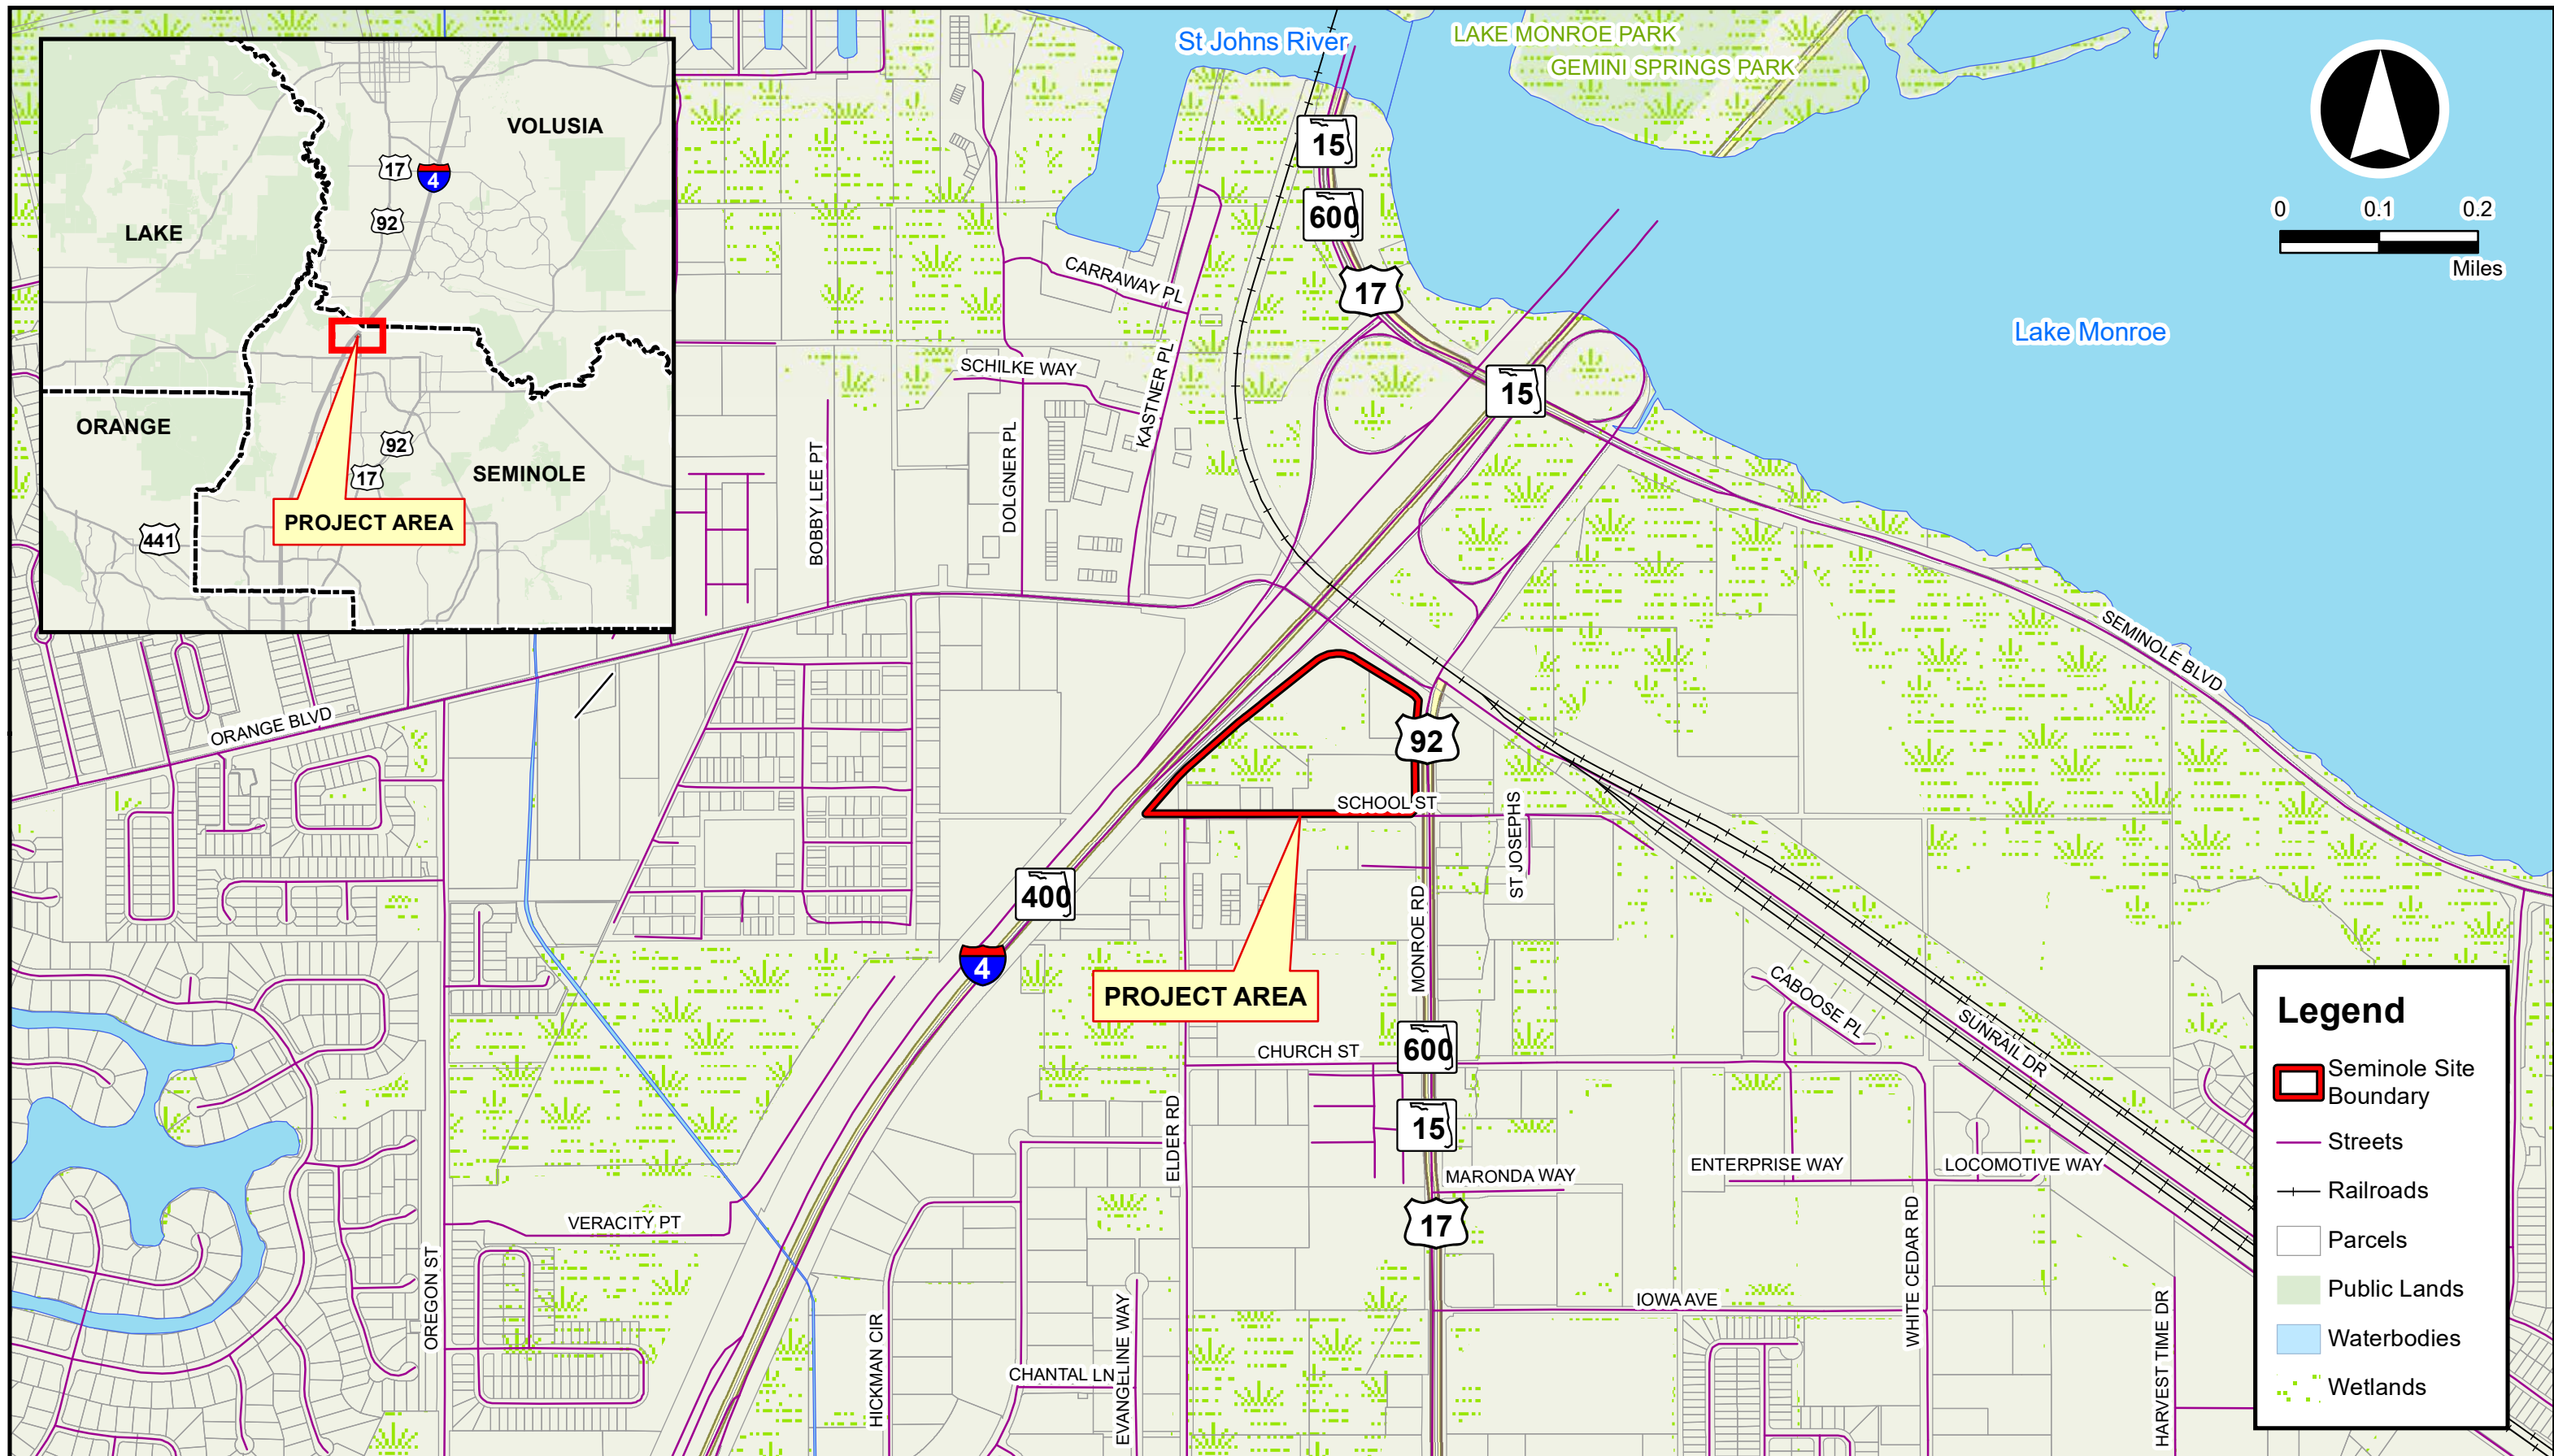 St Johns River
LAKE MONROE PARK
GEMINI SPRINGS PARK
Lake Monroe
0 0.1 0.2
Miles
VOLUSIA
17
4
92
LAKE
ORANGE
92
17
SEMINOLE
PROJECT AREA
441
15
600
17
15
CARRAWAY PL
SCHILKE WAY
KASTNER PL
DOLGNER PL
BOBBY LEE PT
SEMINOLE BLVD
ORANGE BLVD
92
SCHOOL ST
ST JOSEPHS
400
4
MONROE RD
PROJECT AREA
CABOOSE PL
SUNRAIL DR
CHURCH ST
600
15
ELDER RD
MARONDA WAY
ENTERPRISE WAY
LOCOMOTIVE WAY
17
VERACITY PT
OREGON ST
WHITE CEDAR RD
IOWA AVE
HICKMAN CIR
CHANTAL LN
EVANGELINE WAY
HARVEST TIME DR
Legend
Seminole Site
Boundary
Streets
Railroads
Parcels
Public Lands
Waterbodies
Wetlands